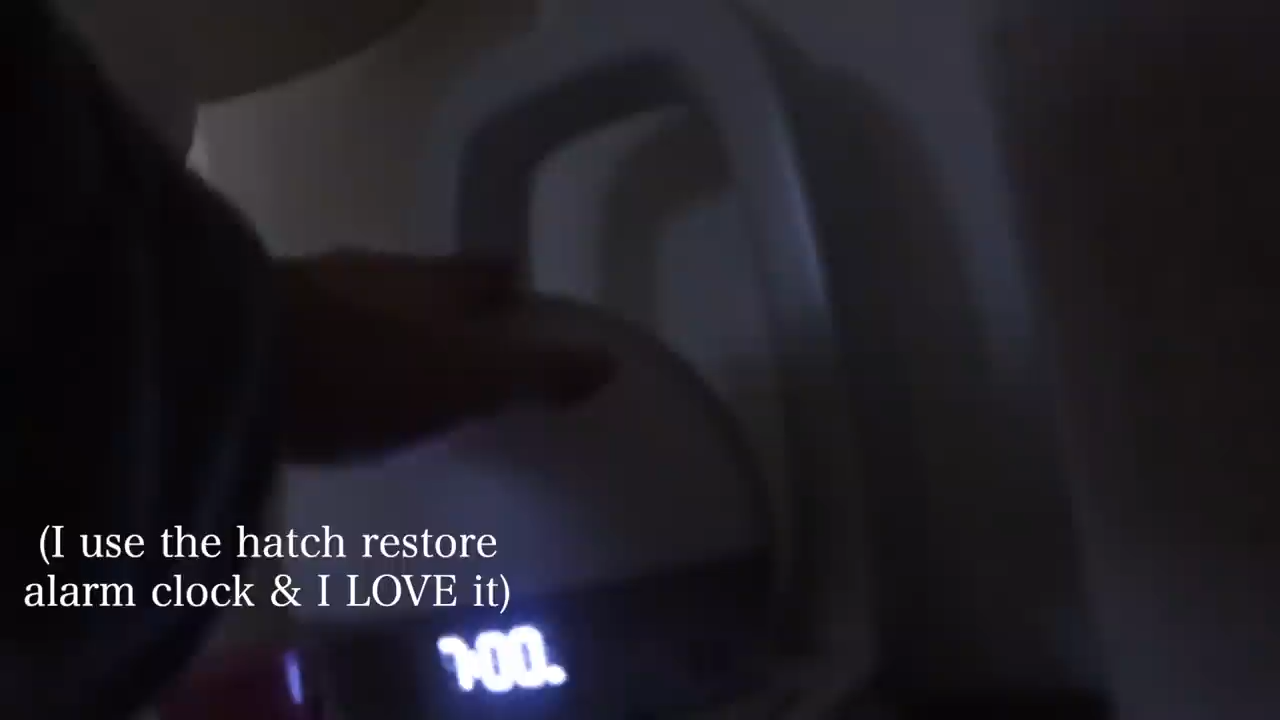 (I use the hatch restore
alarm clock & I LOVE it)
7:00.